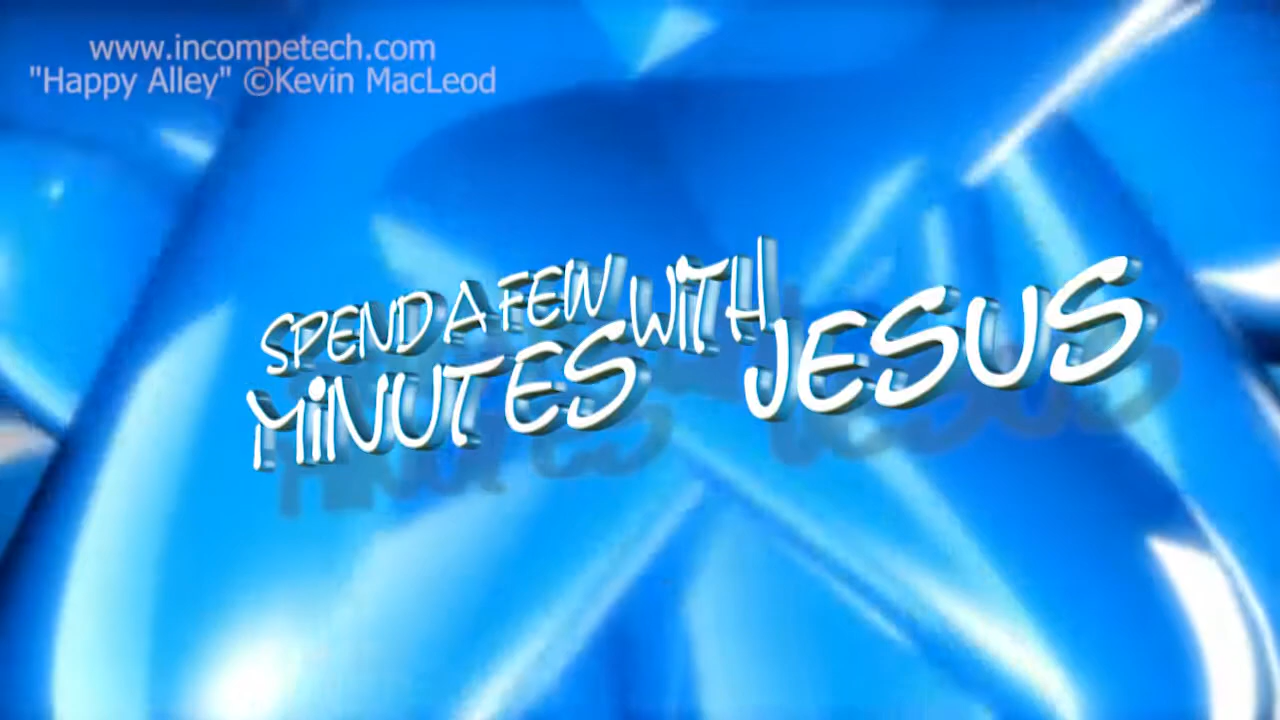 www.incompetech.com
"Happy Alley" ©Kevin MacLeod
SPEND A FEW
MiNUTES
WiTH
JESUS